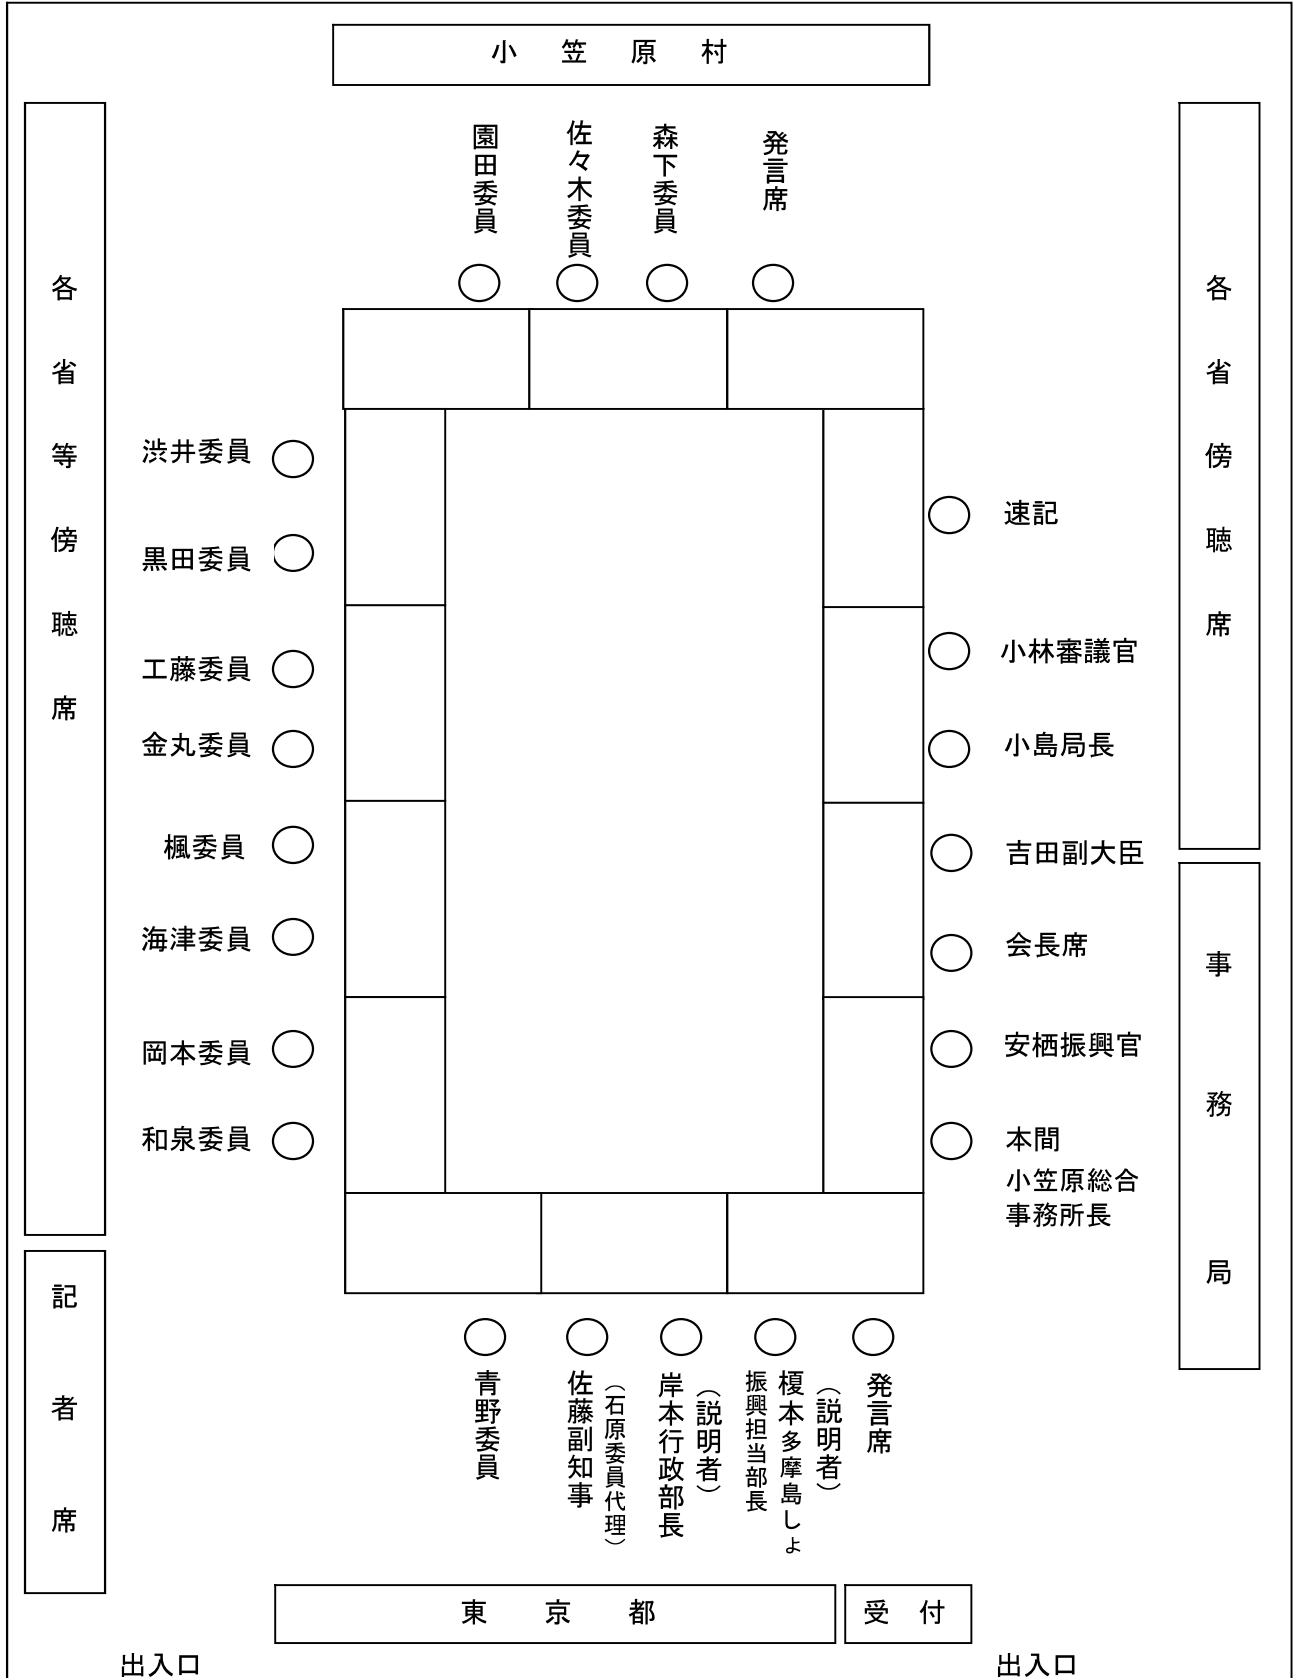 小笠原村
園田委員
佐々木委員
森下委員
発言席
各省等傍聴席
各省傍聴席
渋井委員
黒田委員
工藤委員
金丸委員
楓委員
海津委員
岡本委員
和泉委員
速記
小林審議官
小島局長
吉田副大臣
会長席
安栖振興官
本間
小笠原総合
事務所長
事務局
記者席
青野委員
佐藤副知事
（石原委員代理）
岸本行政部長
（説明者）
榎本多摩島しょ
振興担当部長
（説明者）
発言席
東京都
受付
出入口
出入口